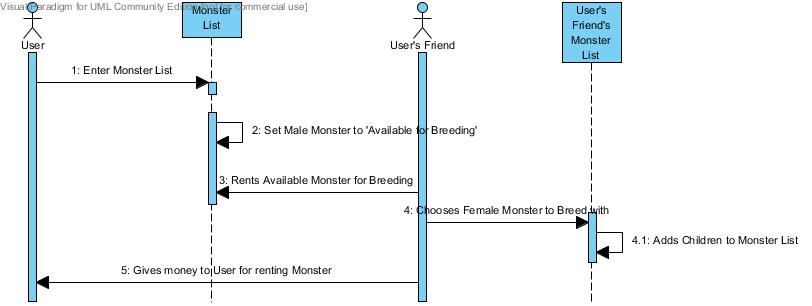 Visual Paradigm for UML Community Edition [not for commercial use]
Monster
List
User's
Friend's
Monster
List
User
User's Friend
1: Enter Monster List
2: Set Male Monster to 'Available for Breeding'
3: Rents Available Monster for Breeding
4: Chooses Female Monster to Breed with
4.1: Adds Children to Monster List
5: Gives money to User for renting Monster